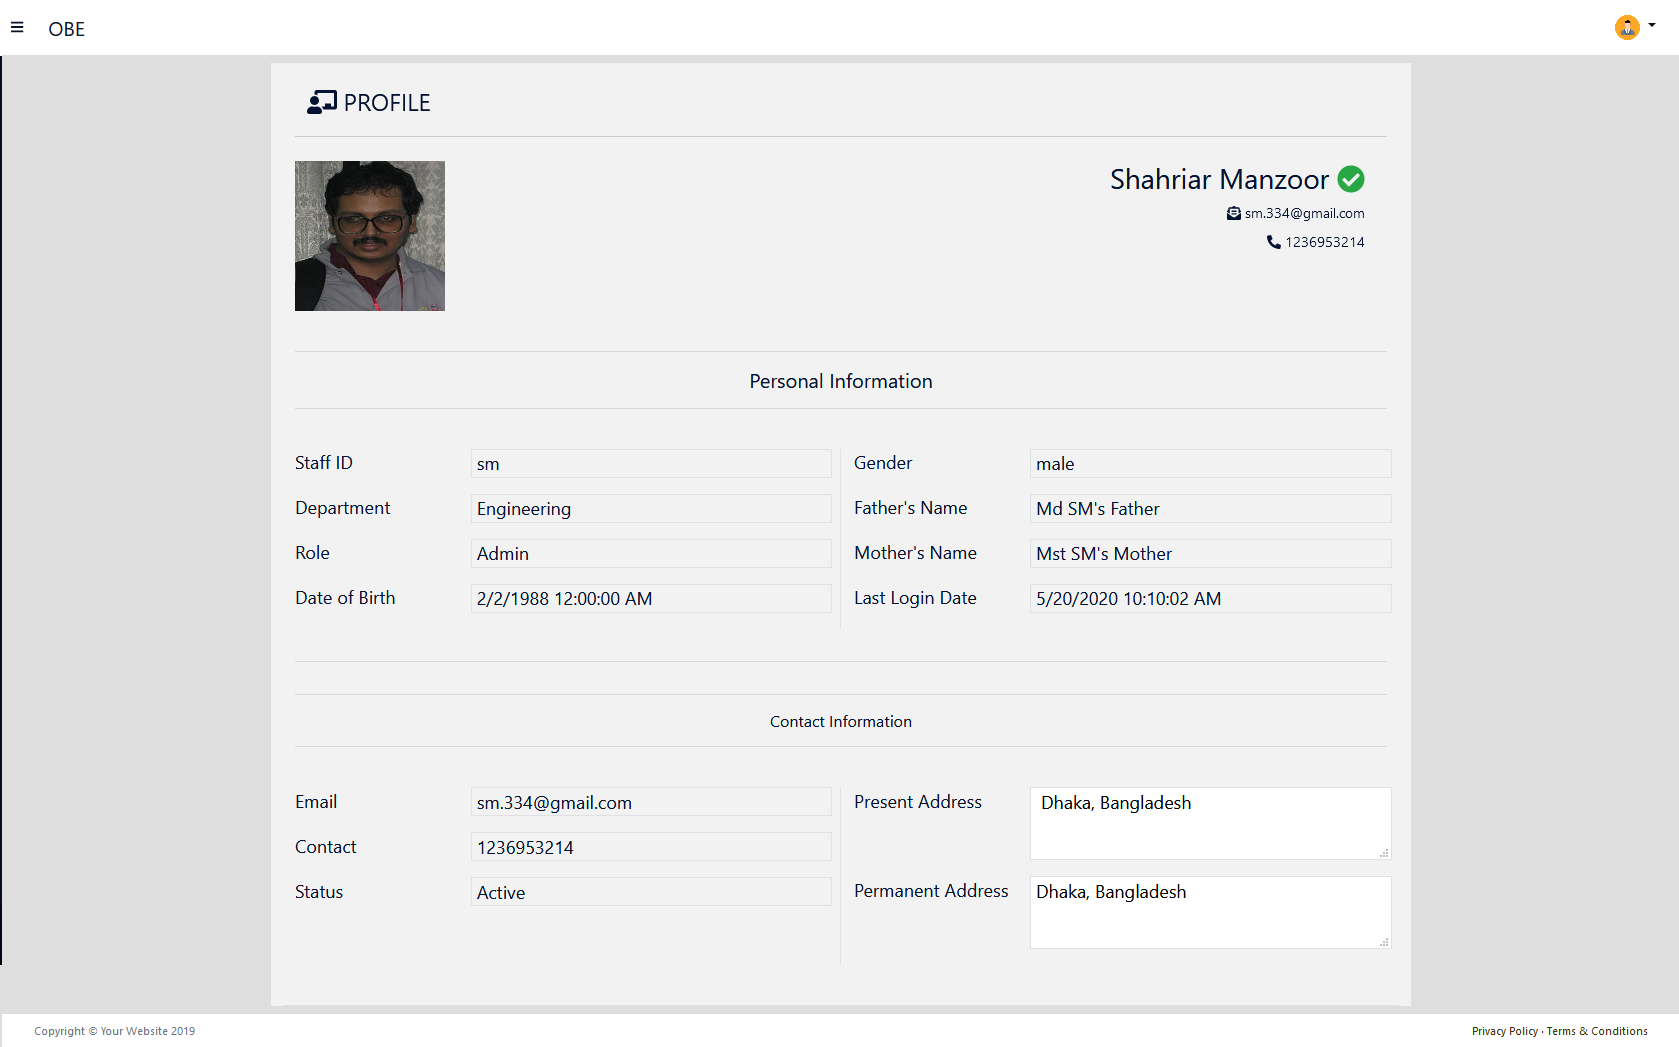 OBE
PROFILE
Shahriar Manzoor
sm.334@gmail.com
1236953214
Personal Information
Staff ID sm
Department Engineering
Role Admin
Date of Birth 2/2/1988 12:00:00 AM
Gender male
Father's Name Md SM's Father
Mother's Name Mst SM's Mother
Last Login Date 5/20/2020 10:10:02 AM
Contact Information
Email sm.334@gmail.com
Contact 1236953214
Status Active
Present Address Dhaka, Bangladesh
Permanent Address Dhaka, Bangladesh
Copyright © Your Website 2019
Privacy Policy · Terms & Conditions